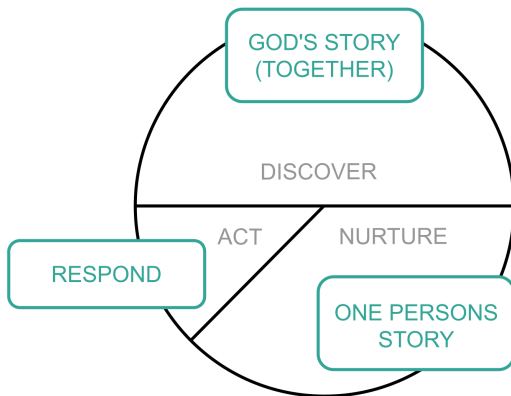 GOD'S STORY
(TOGETHER)
DISCOVER
ACT
NURTURE
RESPOND
ONE PERSONS
STORY